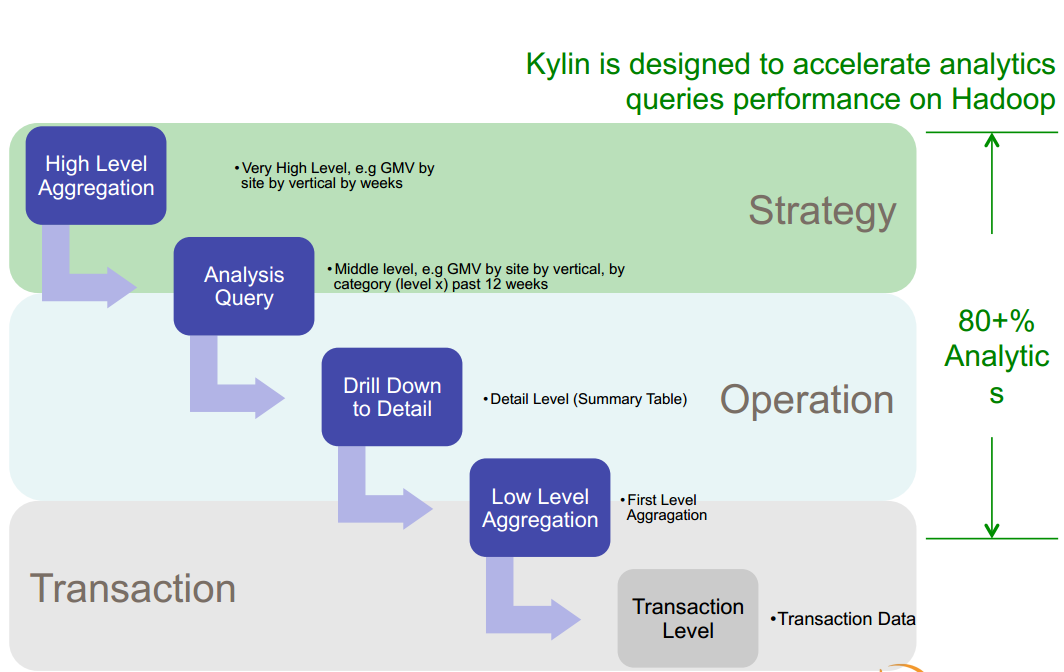 Kylin is designed to accelerate analytics
queries performance on Hadoop
High Level
Aggregation
• Very High Level, e.g GMV by
site by vertical by weeks
Strategy
Analysis
Query
• Middle level, e.g GMV by site by vertical, by
category (level x) past 12 weeks
80+%
Analytic
s
Drill Down
to Detail
• Detail Level (Summary Table)
Operation
Low Level
Aggregation
• First Level
Aggragation
Transaction
Transaction
Level
• Transaction Data